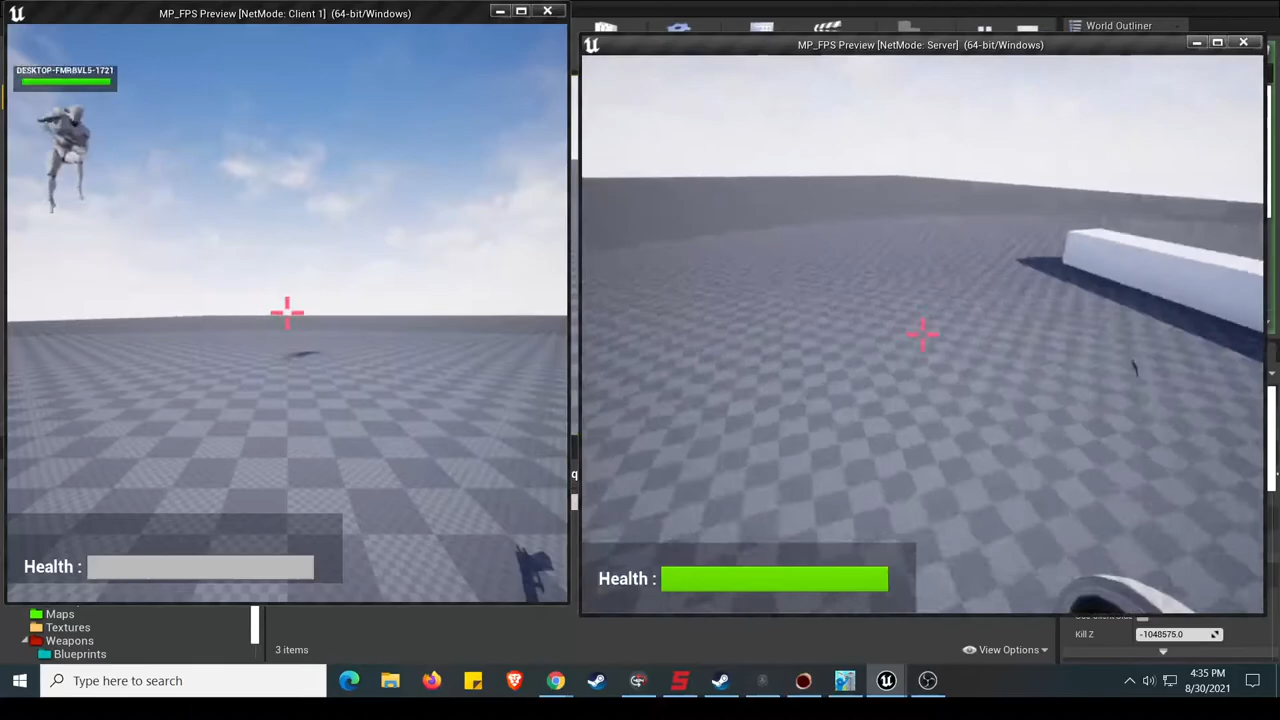 MP_FPS Preview [NetMode: Client 1] (64-bit/Windows)
DESKTOP-FMRBVL5-1721
Health :
World Outliner
MP_FPS Preview [NetMode: Server] (64-bit/Windows)
Health :
Maps
Textures
Weapons
Blueprints
3 items
View Options
Kill Z
-1048575.0
Type here to search
4:35 PM
8/30/2021